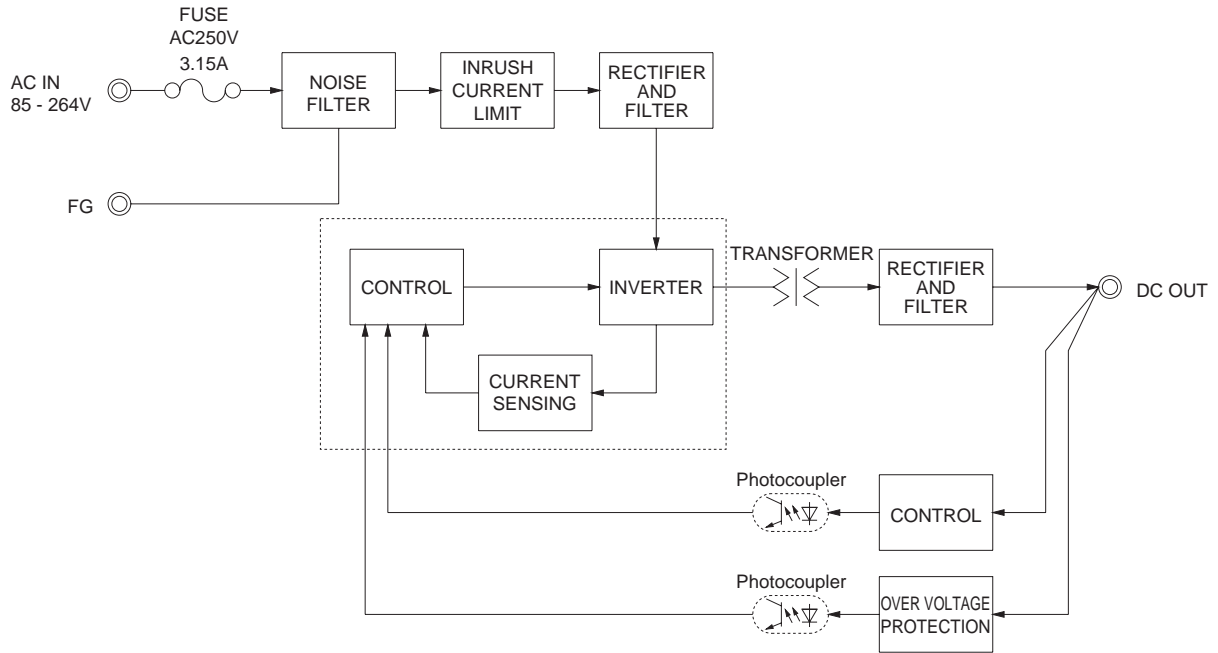 FUSE
AC250V
3.15A
AC IN
85 - 264V
NOISE
FILTER
INRUSH
CURRENT
LIMIT
RECTIFIER
AND
FILTER
FG
CONTROL
INVERTER
TRANSFORMER
RECTIFIER
AND
FILTER
DC OUT
CURRENT
SENSING
Photocoupler
CONTROL
Photocoupler
OVER VOLTAGE
PROTECTION